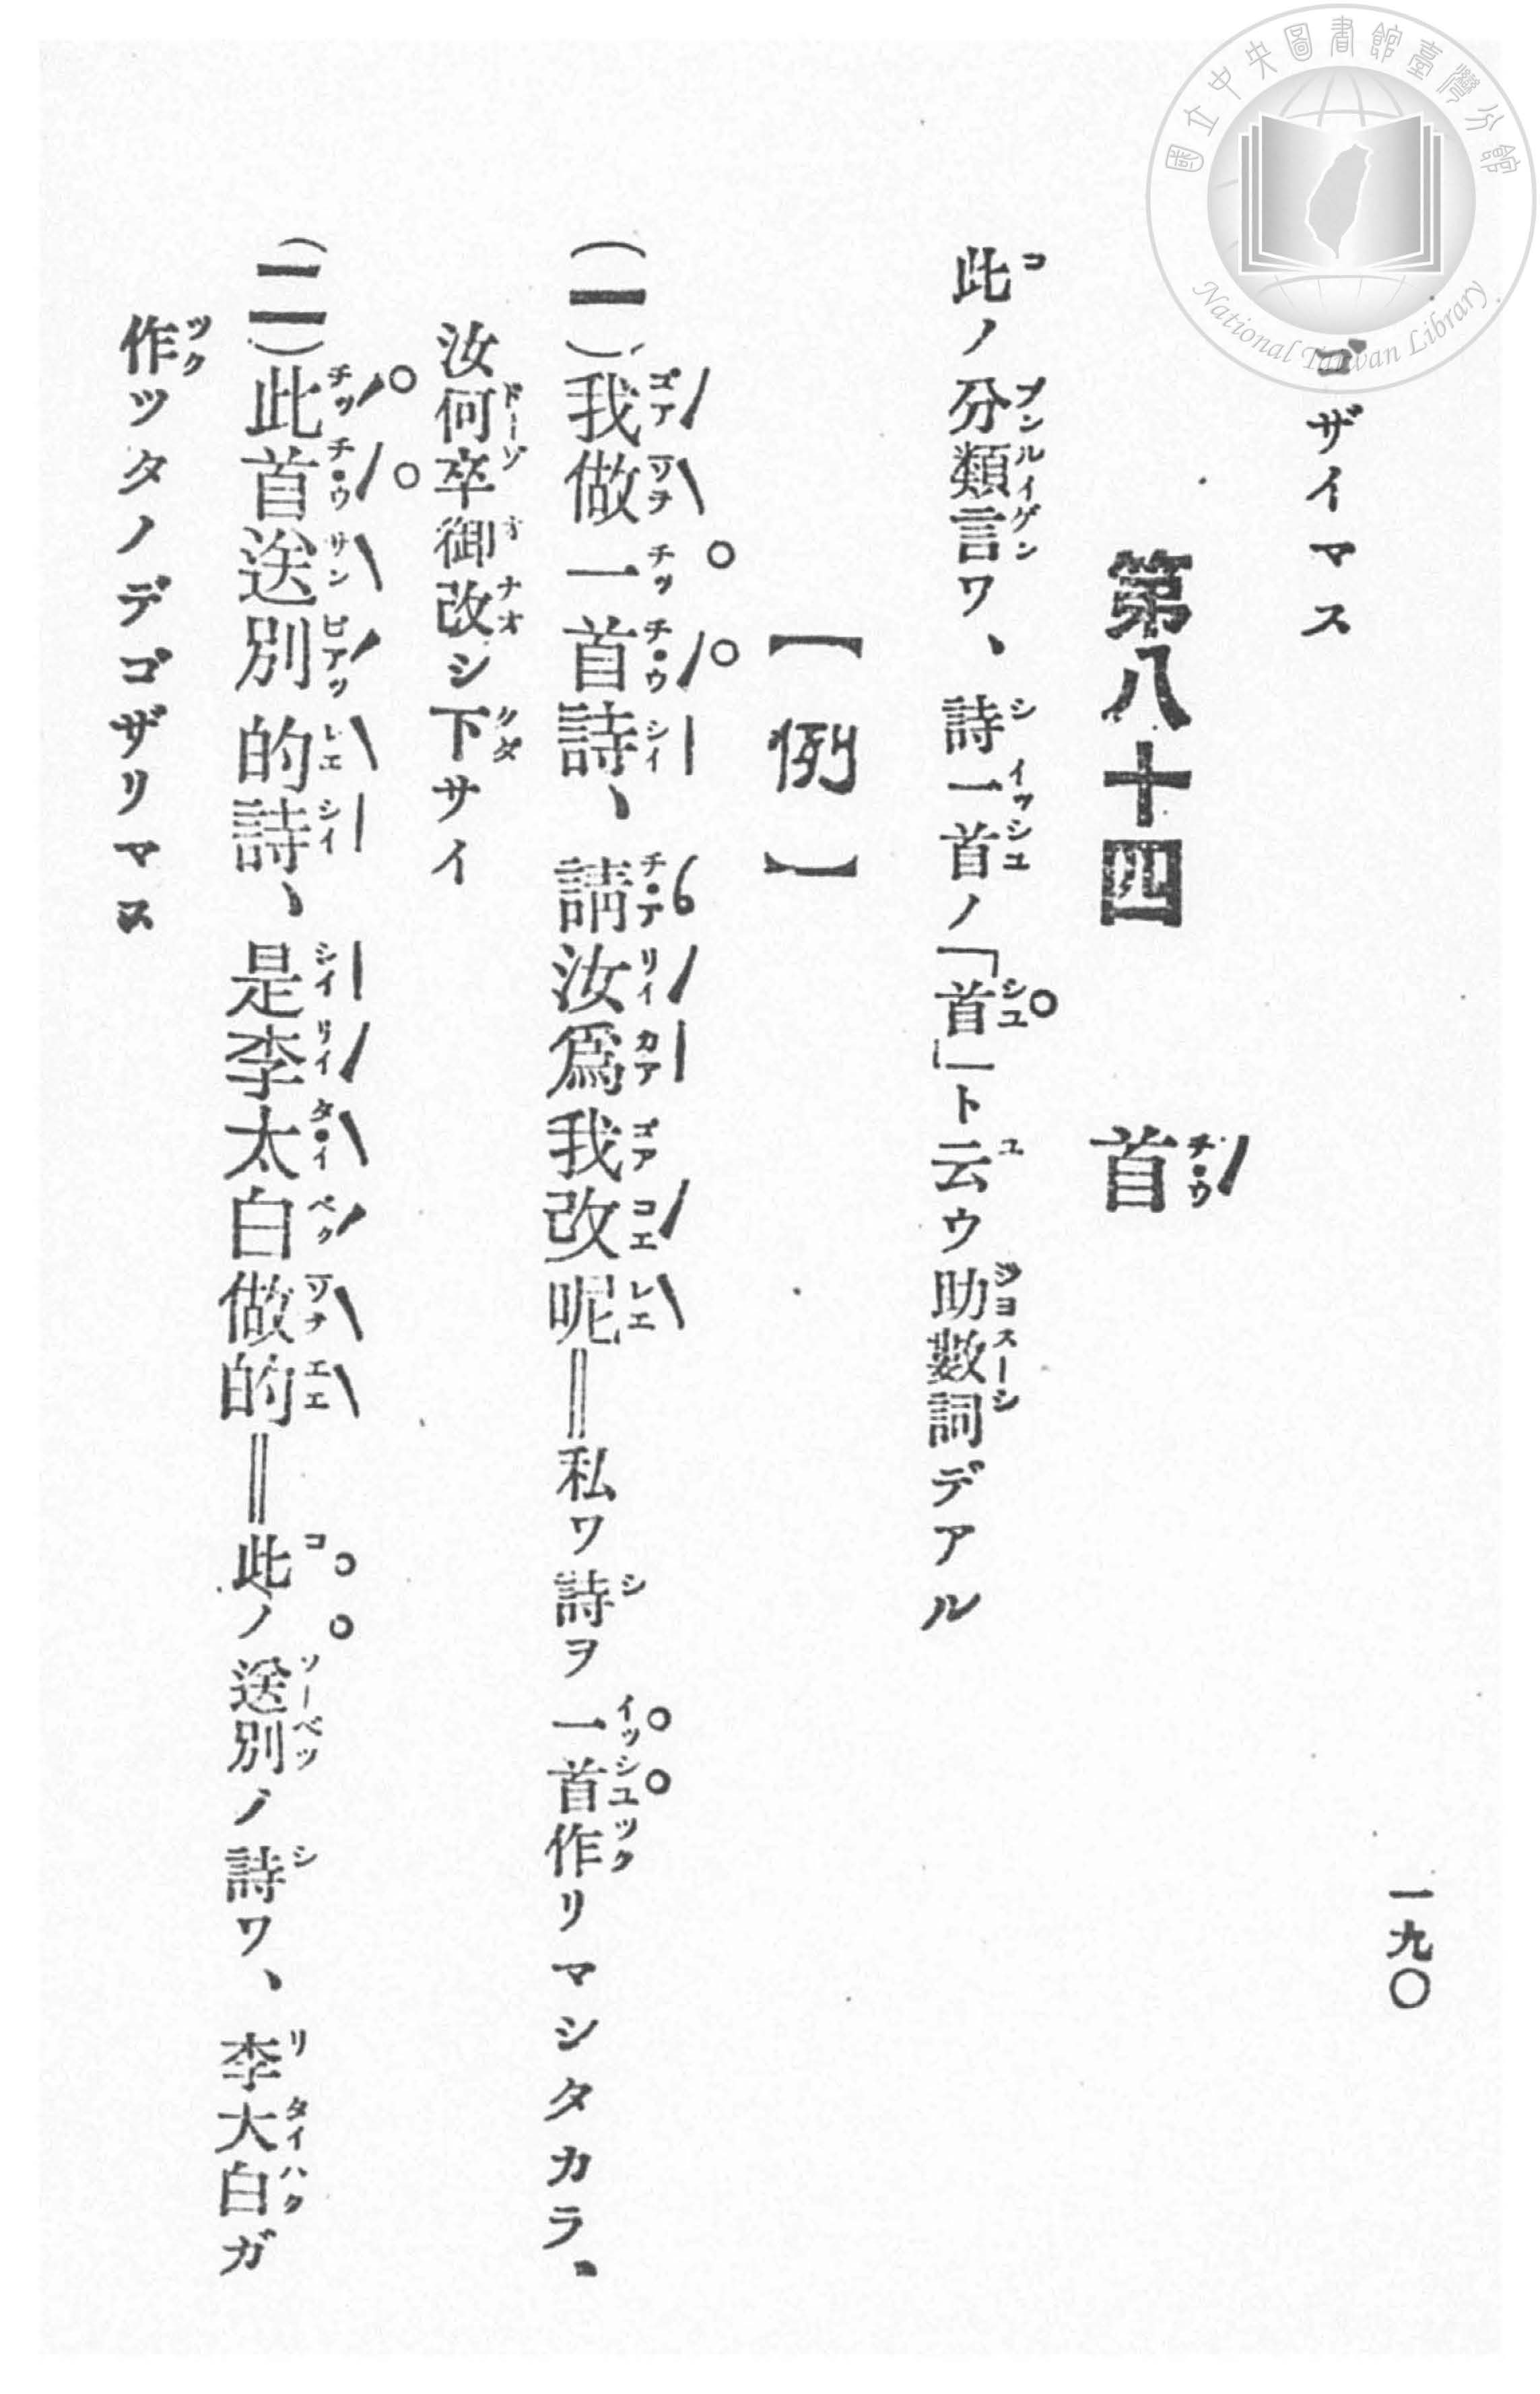 一九〇
ゴザイマス
第八十四 首
此ノ分類言ワ、詩一首ノ「首」ト云ウ助數詞デアル
【例】
(一)我做一首詩、請汝爲我改呢＝私ワ詩ヲ一首作リマシタカラ、
汝何卒御改シ下サイ
(二)此首送別的詩、是李太白做的＝此ノ送別ノ詩ワ、李大白ガ
作ツタノデゴザリマス
國立中央圖書館臺灣分館
National Taiwan Library